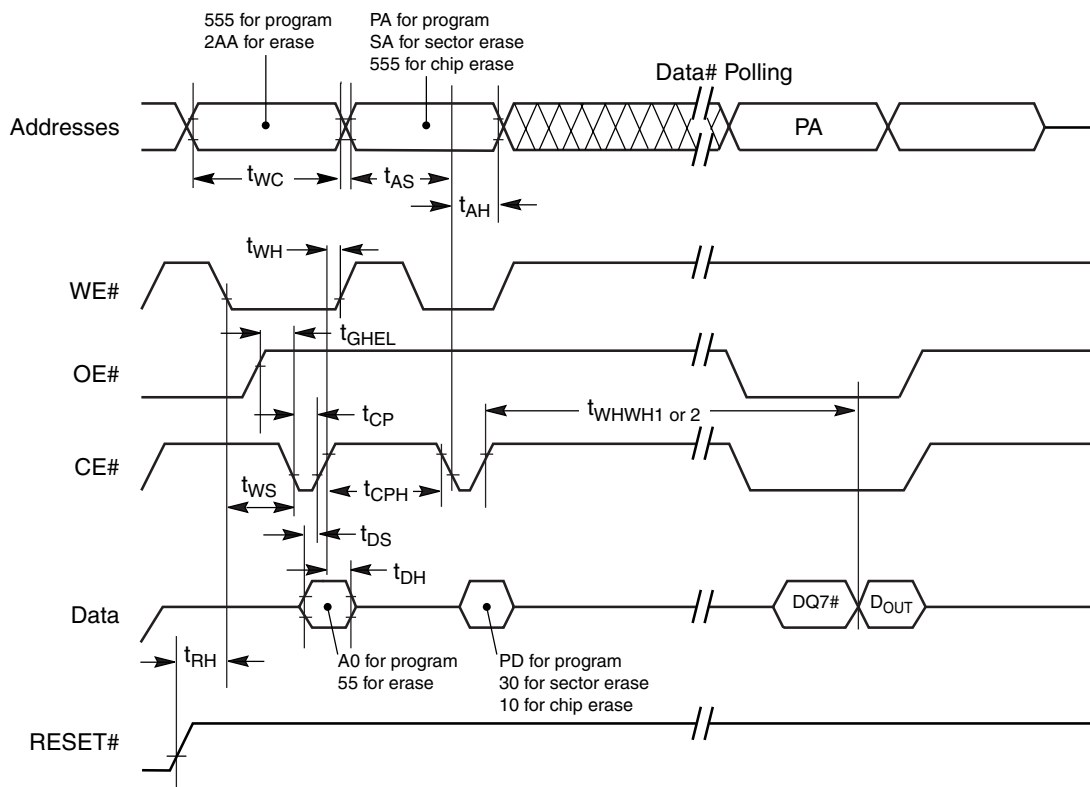 555 for program
2AA for erase
PA for program
SA for sector erase
555 for chip erase
Data# Polling
Addresses
PA
tWC
tAS
tAH
tWH
WE#
tGHEL
OE#
tWHWH1 or 2
tCP
CE#
tWS
tCPH
tDS
tDH
Data
DQ7#
DOUT
tRH
A0 for program
55 for erase
PD for program
30 for sector erase
10 for chip erase
RESET#